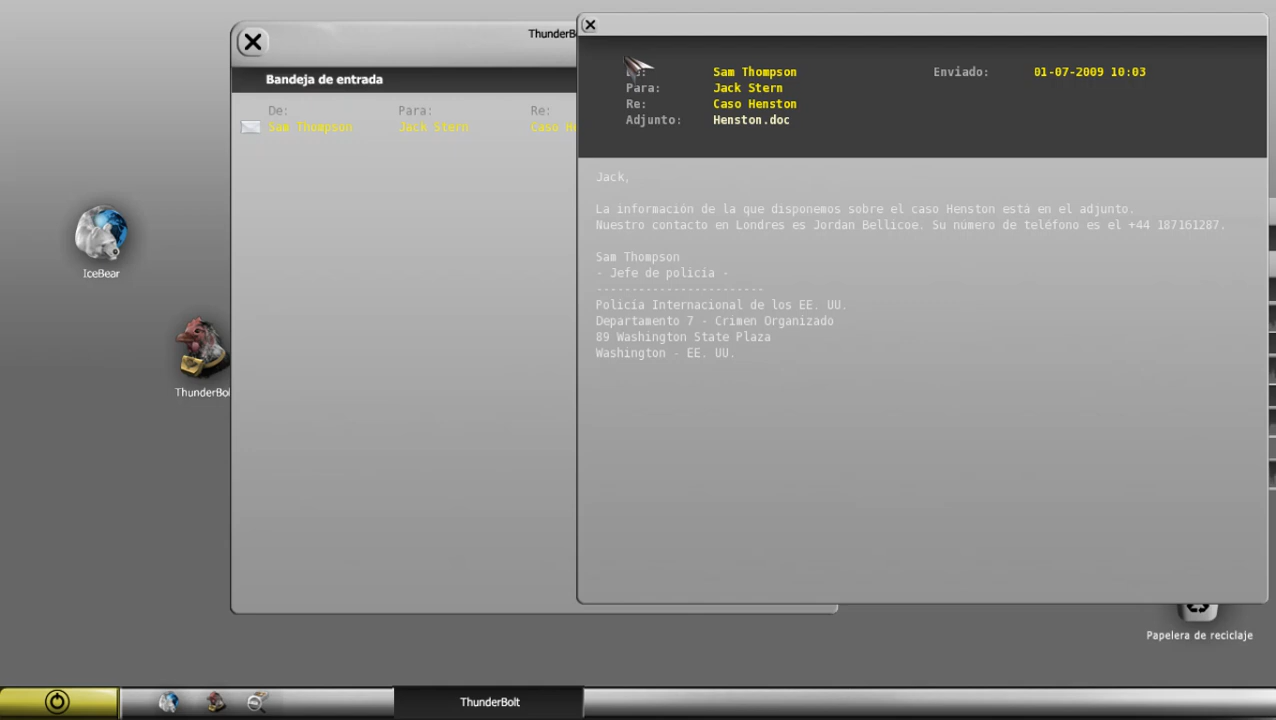 ThunderB
Bandeja de entrada
De: Para: Re:
Sam Thompson Jack Stern Caso He
De: Sam Thompson Enviado: 01-07-2009 10:03
Para: Jack Stern
Re: Caso Henston
Adjunto: Henston.doc
Jack,
La información de la que disponemos sobre el caso Henston está en el adjunto.
Nuestro contacto en Londres es Jordan Bellicoe. Su número de teléfono es el +44 187161287.
Sam Thompson
- Jefe de policía -
------------------------
Policía Internacional de los EE. UU.
Departamento 7 - Crimen Organizado
89 Washington State Plaza
Washington - EE. UU.
IceBear
ThunderBol
Papelera de reciclaje
ThunderBolt